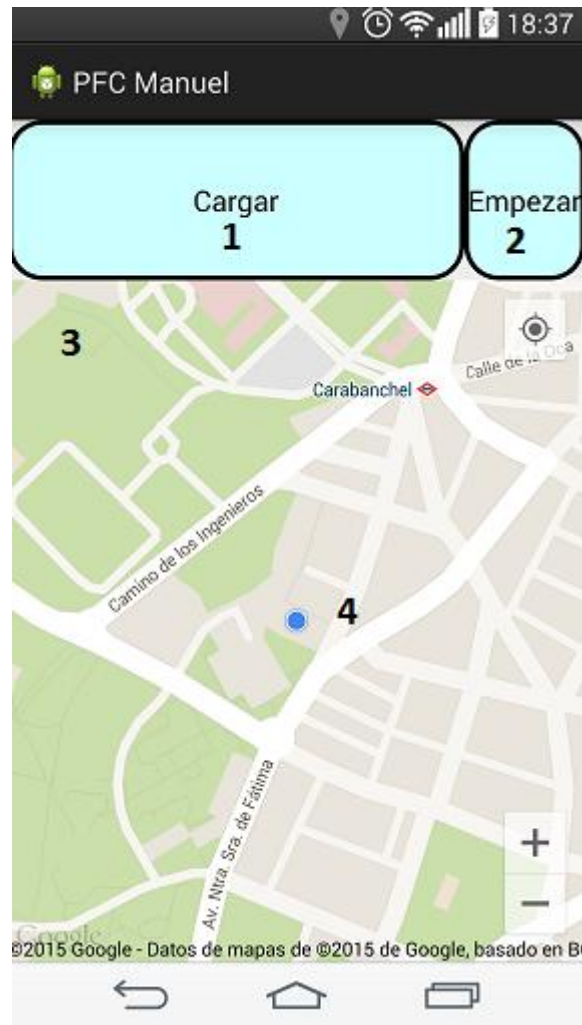 18:37
PFC Manuel
Cargar
1
Empezar
2
3
Calle de la Oca
Carabanchel
Camino de los Ingenieros
4
Av. Ntra. Sra. de Fátima
+
−
Google
©2015 Google - Datos de mapas de ©2015 de Google, basado en B